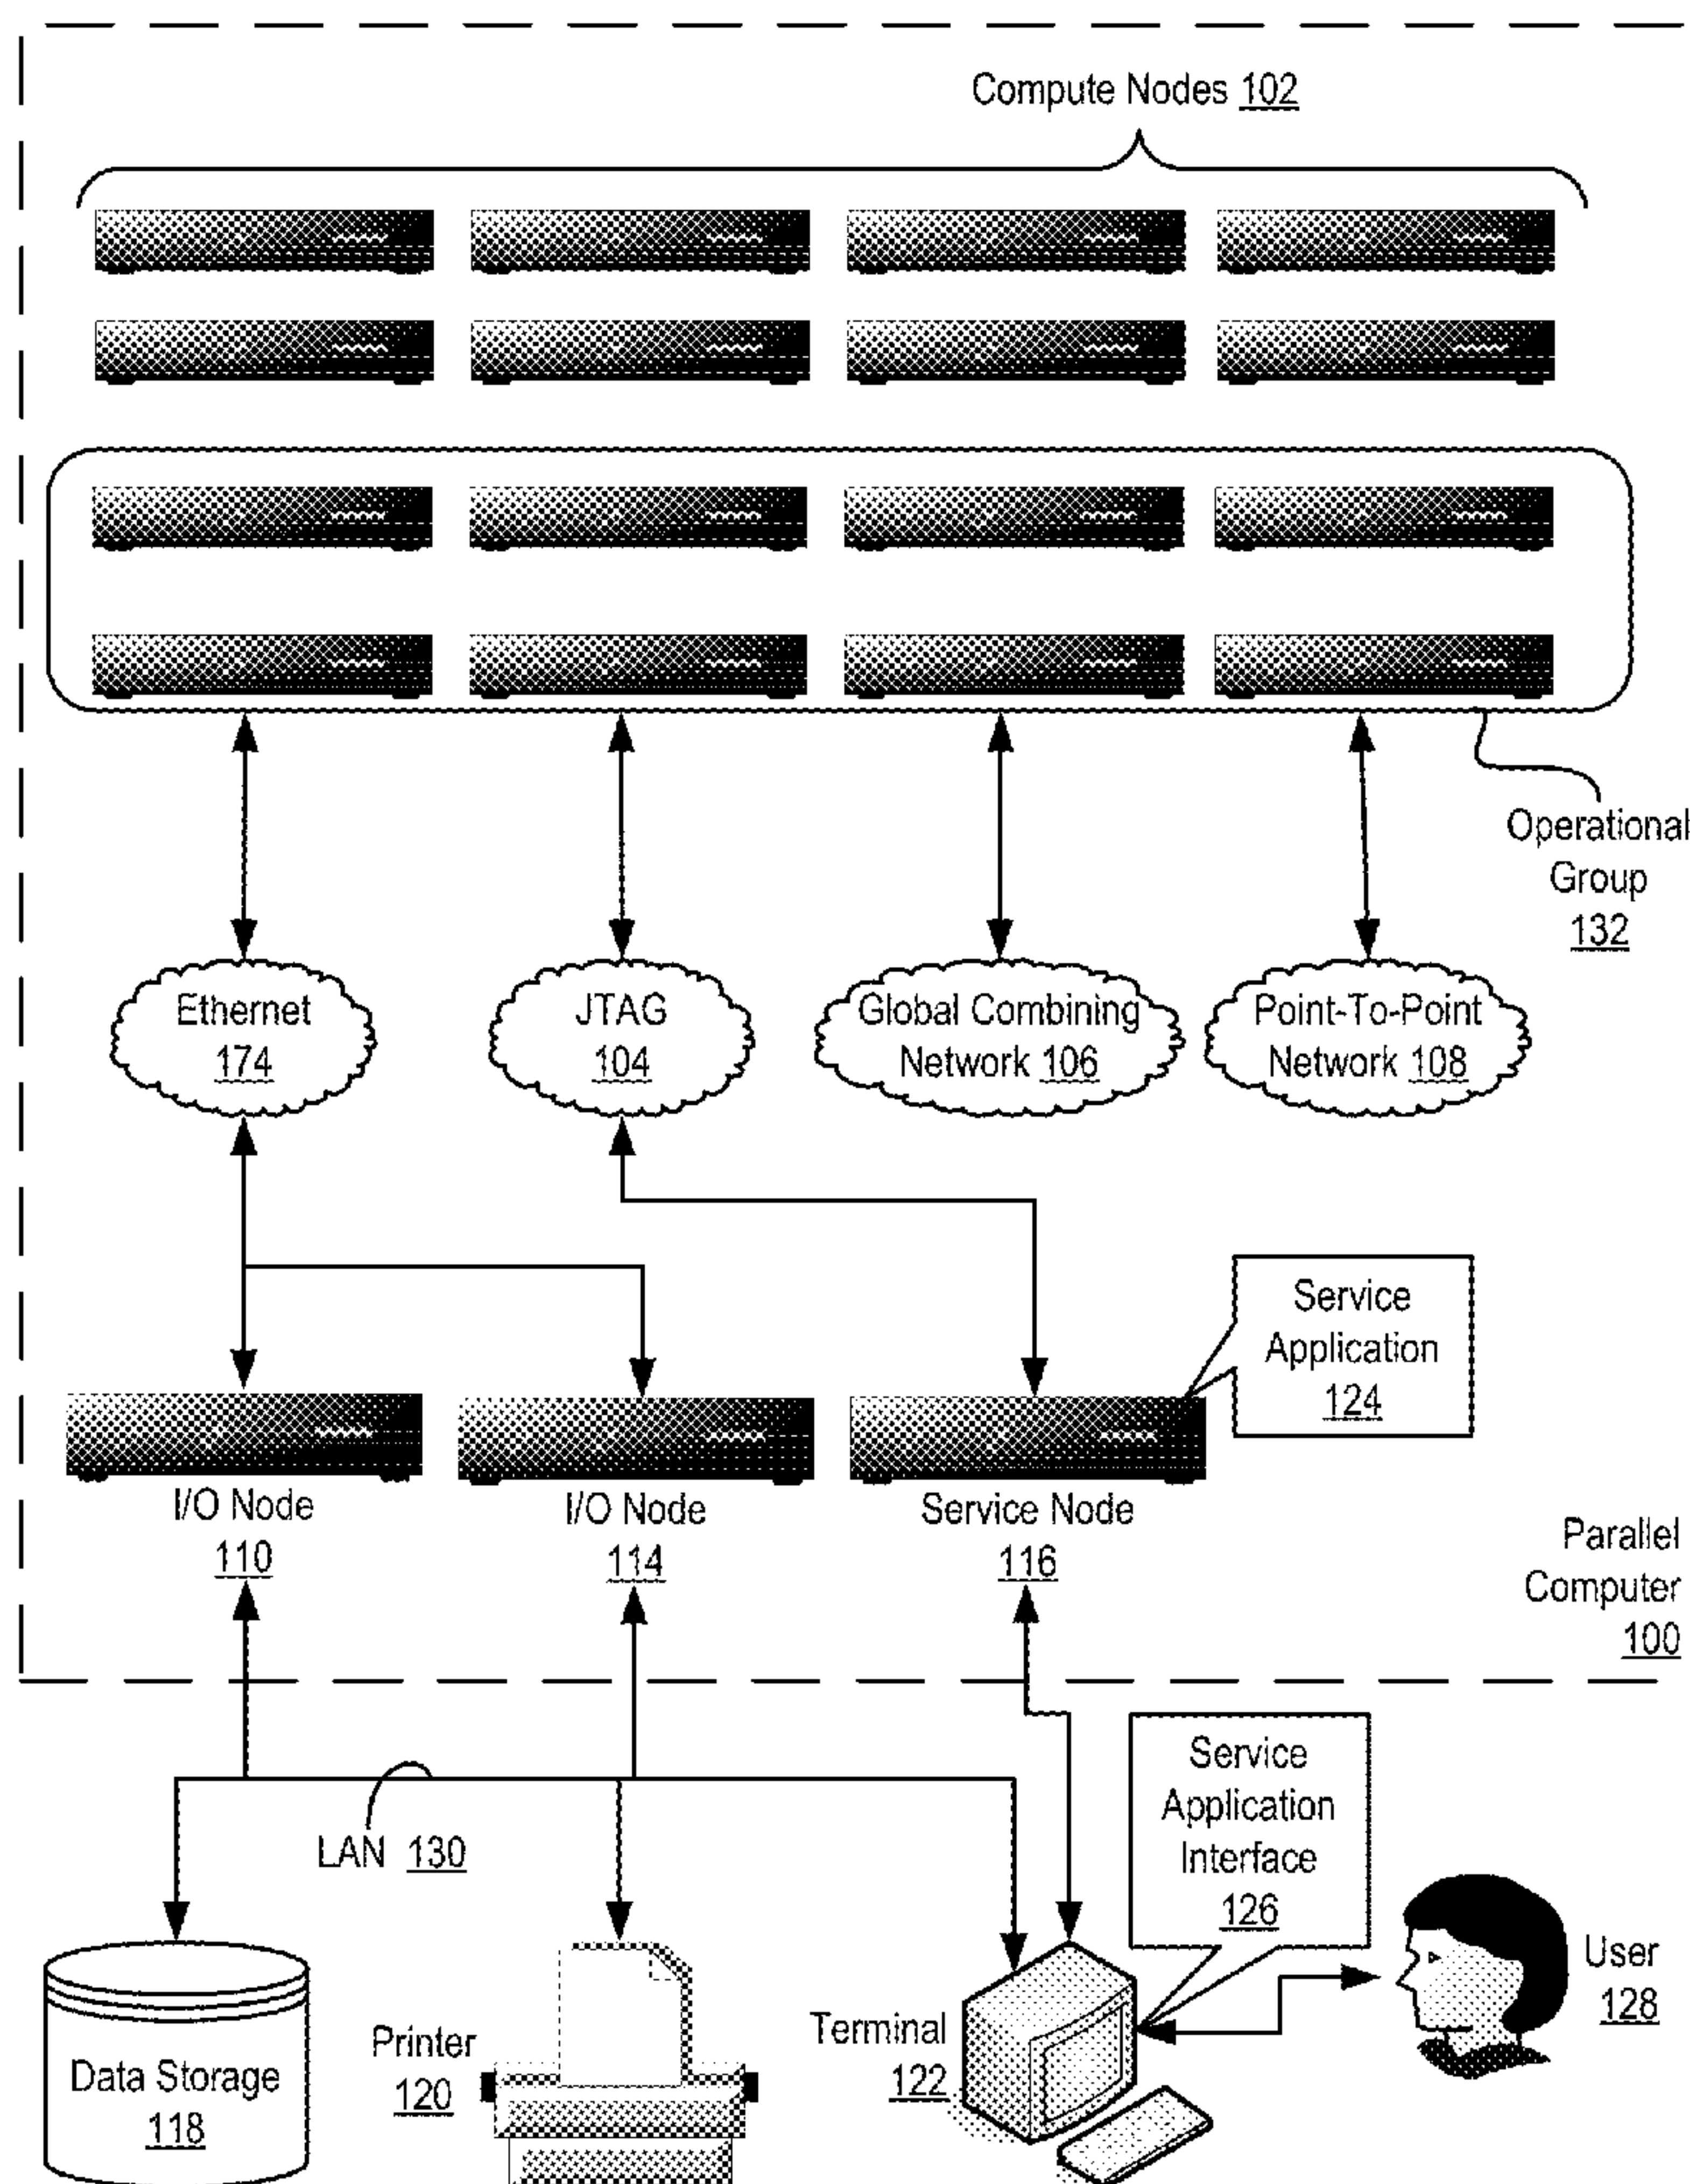 Compute Nodes 102
Operational
Group
132
Ethernet
174
JTAG
104
Global Combining
Network 106
Point-To-Point
Network 108
Service
Application
124
I/O Node
110
I/O Node
114
Service Node
116
Parallel
Computer
100
Service
Application
Interface
126
LAN 130
User
128
Data Storage
118
Printer
120
Terminal
122